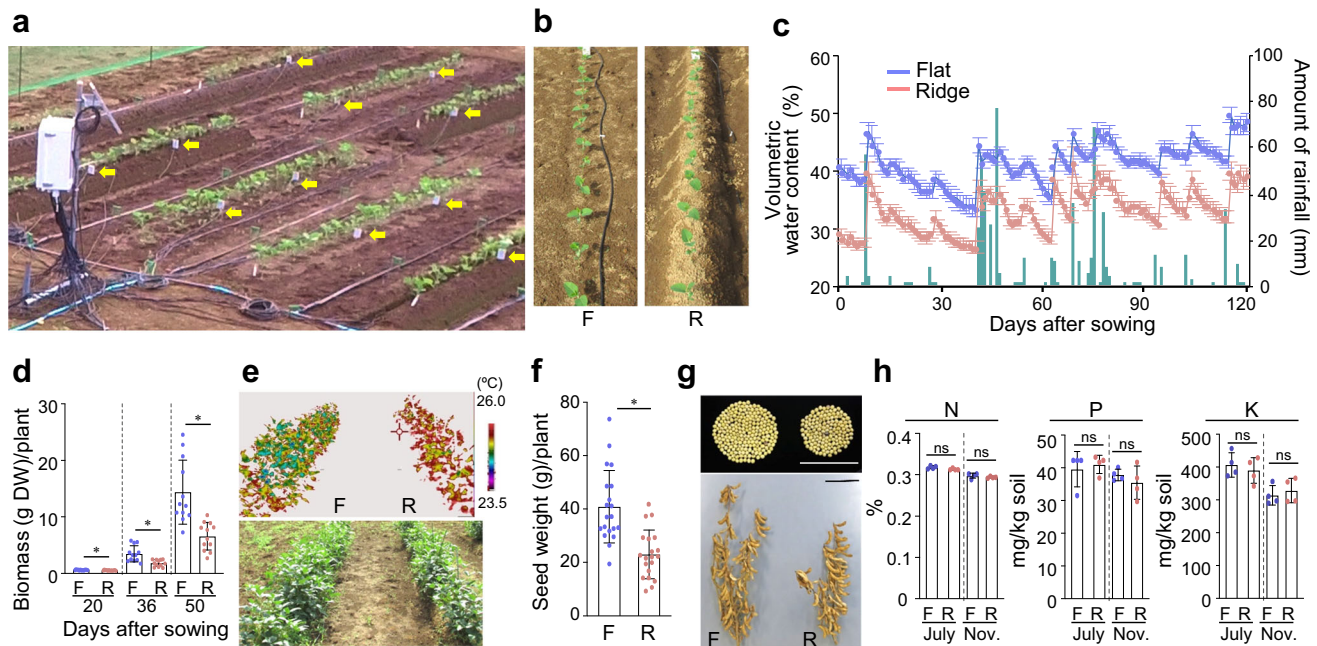 a
b
F
R
c
Volumetric
water content (%)
60
50
40
30
20
Flat
Ridge
100
80
60
40
20
0
Amount of rainfall (mm)
0
30
60
90
120
Days after sowing
d
Biomass (g DW)/plant
30
20
10
0
*
*
*
F R F R F R
20 36 50
Days after sowing
e
(ºC)
26.0
23.5
F R
f
Seed weight (g)/plant
80
60
40
20
0
*
F R
g
F R
h
N
%
0.4
0.3
0.2
0.1
0
ns ns
F R F R
July Nov.
P
mg/kg soil
50
40
30
20
10
0
ns ns
F R F R
July Nov.
K
mg/kg soil
500
400
300
200
100
0
ns
ns
F R F R
July Nov.